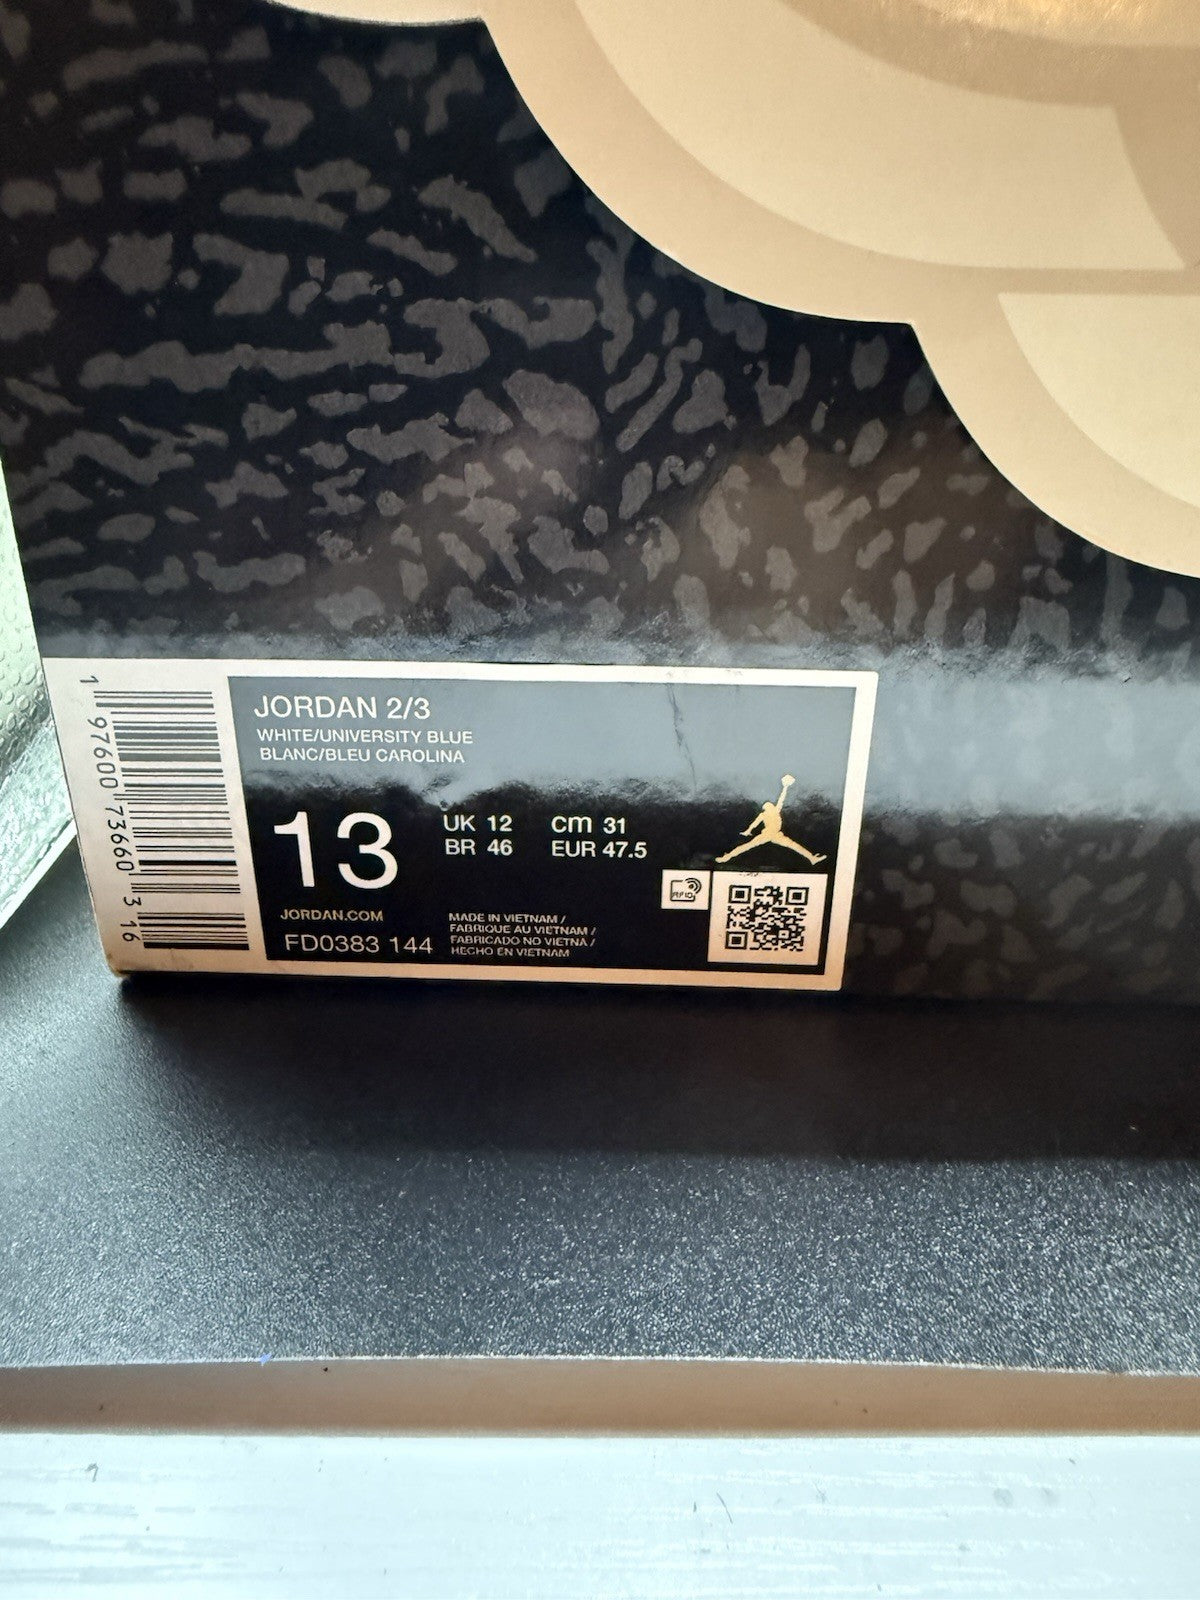 1 97600 73660 3 16
JORDAN 2/3
WHITE/UNIVERSITY BLUE
BLANC/BLEU CAROLINA
13
UK 12 cm 31
BR 46 EUR 47.5
RFID
JORDAN.COM
FD0383 144
MADE IN VIETNAM /
FABRIQUE AU VIETNAM /
FABRICADO NO VIETNA /
HECHO EN VIETNAM